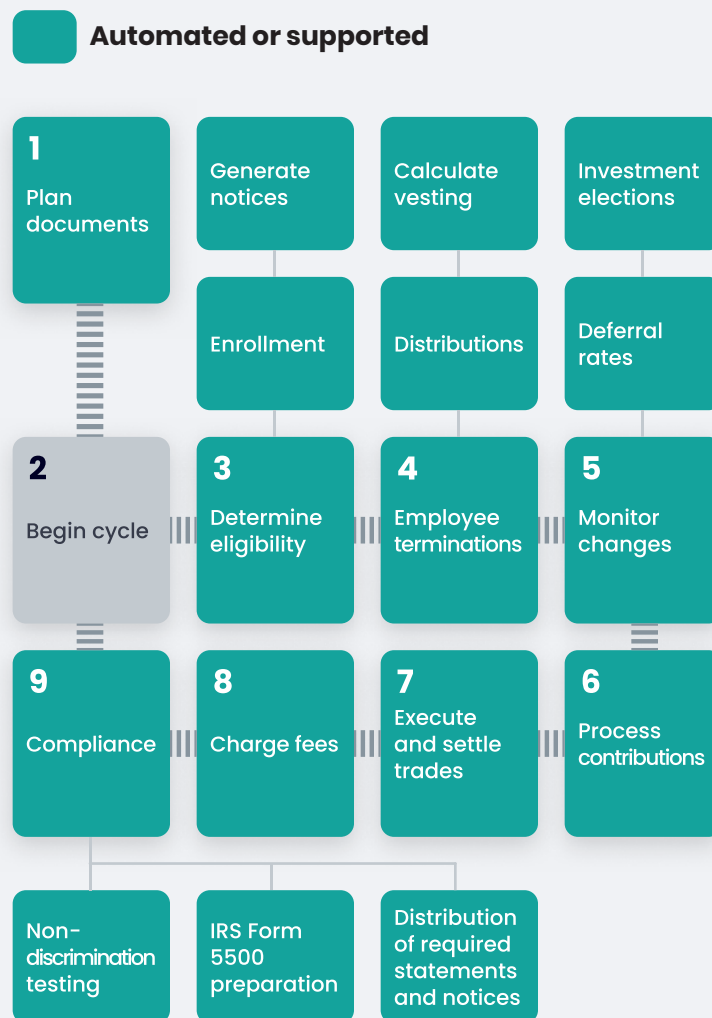 Automated or supported
1
Plan
documents
Generate
notices
Calculate
vesting
Investment
elections
Enrollment
Distributions
Deferral
rates
2
Begin cycle
3
Determine
eligibility
4
Employee
terminations
5
Monitor
changes
9
Compliance
8
Charge fees
7
Execute
and settle
trades
6
Process
contributions
Non-
discrimination
testing
IRS Form
5500
preparation
Distribution
of required
statements
and notices